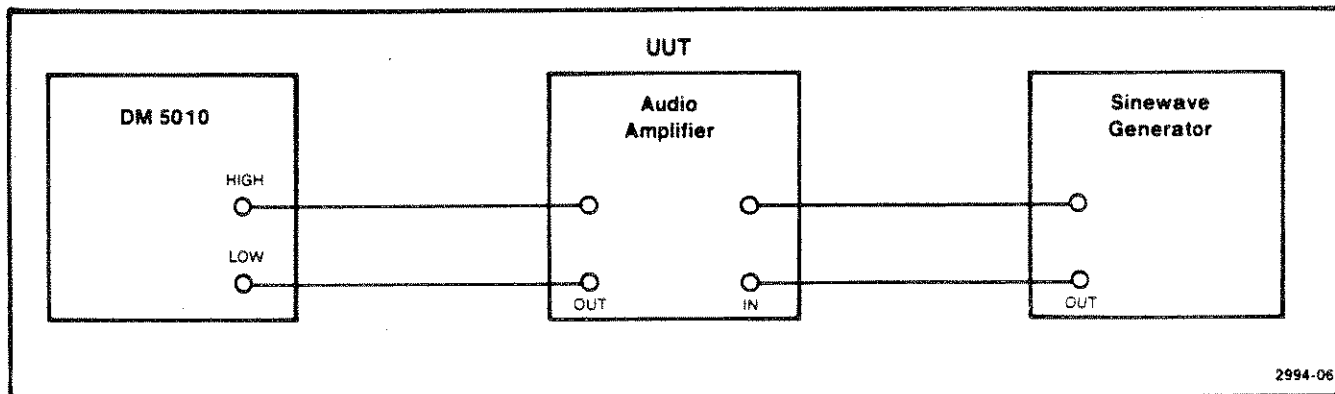 UUT
DM 5010
HIGH
LOW
Audio
Amplifier
OUT
IN
Sinewave
Generator
OUT
2994-06